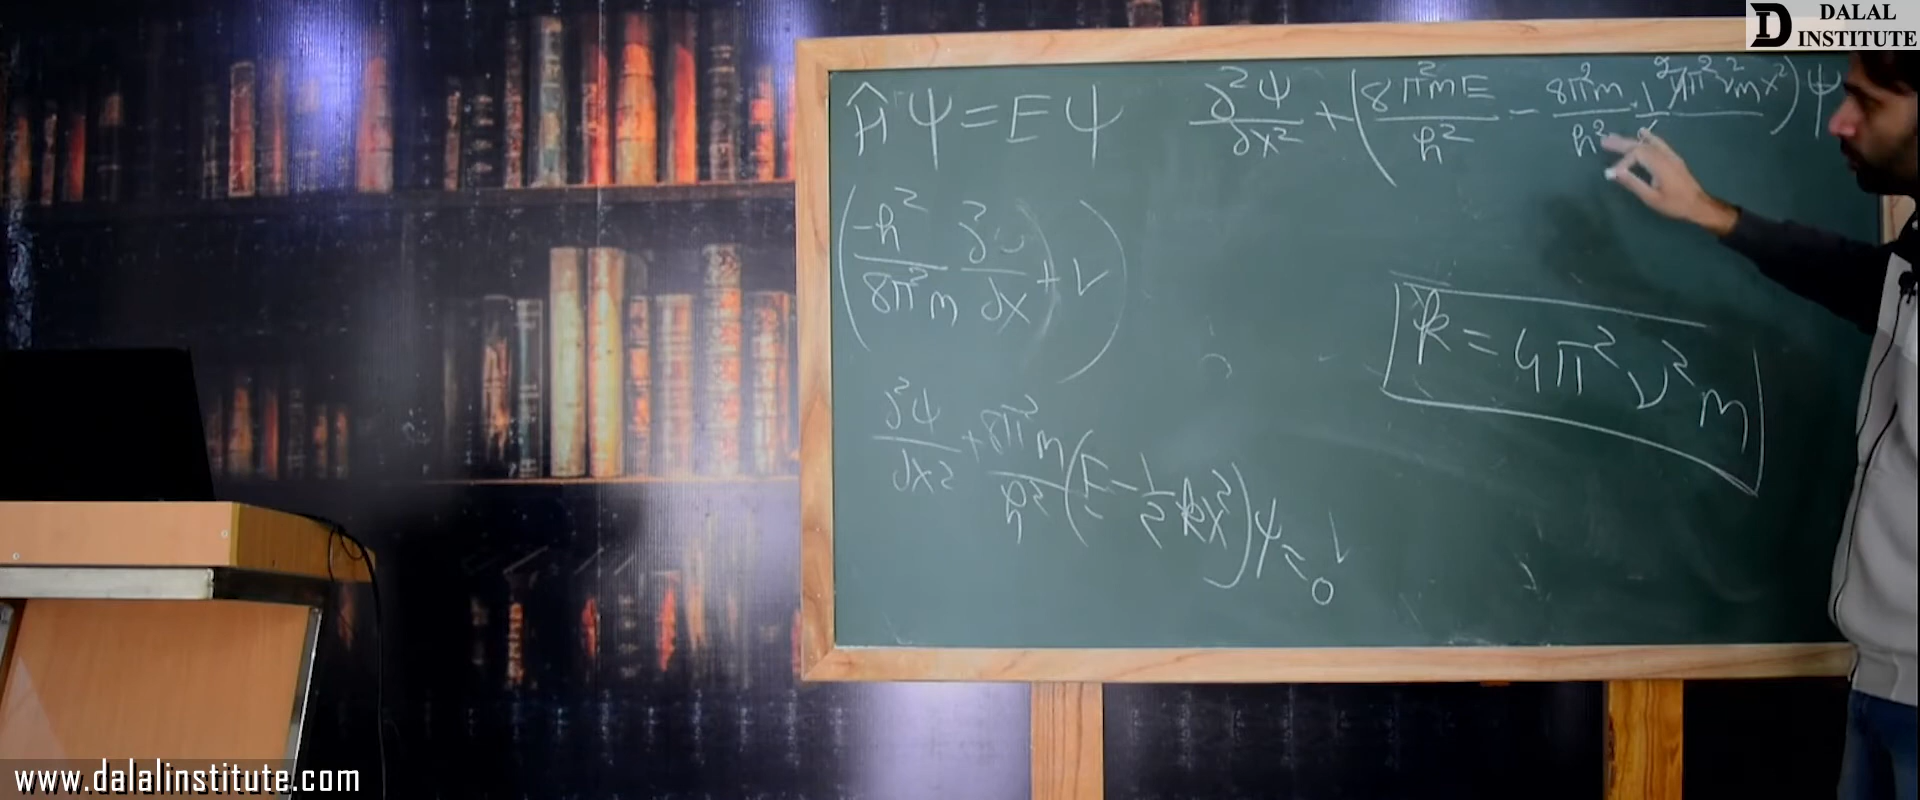 DALAL
INSTITUTE
Ĥψ = Eψ
(-h²/8π²m ∂²/∂x + V)
∂²ψ/∂x² + 8π²m/h² (E - 1/2 kx²)ψ = 0
∂²ψ/∂x² + (8π²mE/h² - 8π²m/h² · 1/2 4π²ν²mx²)ψ
k = 4π²ν²m
www.dalalinstitute.com